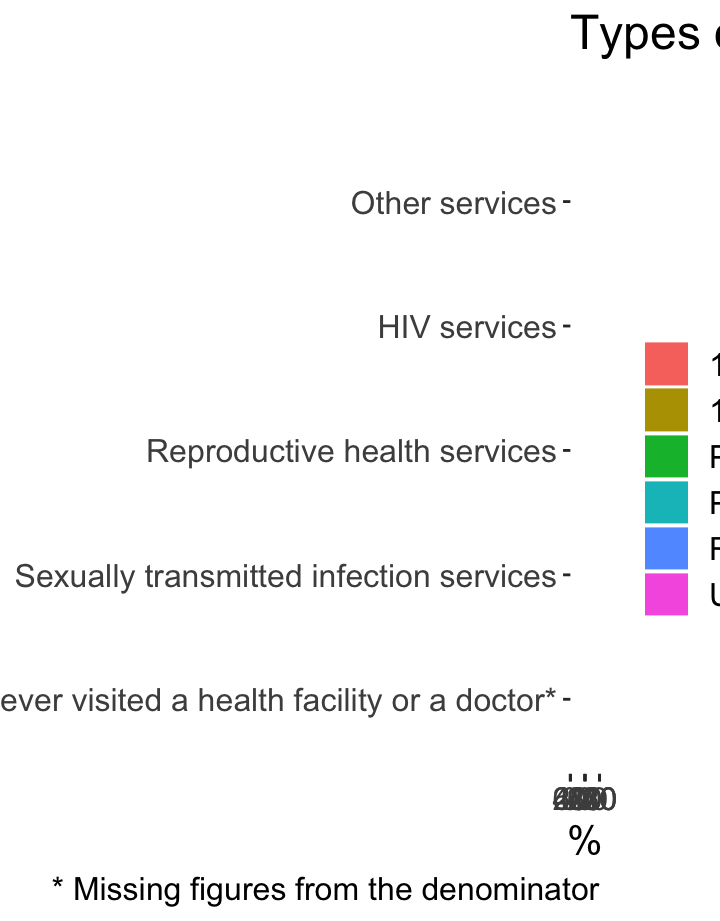 Types
Other services
HIV services
1
1
Reproductive health services
Sexually transmitted infection services
ever visited a health facility or a doctor*
%
* Missing figures from the denominator